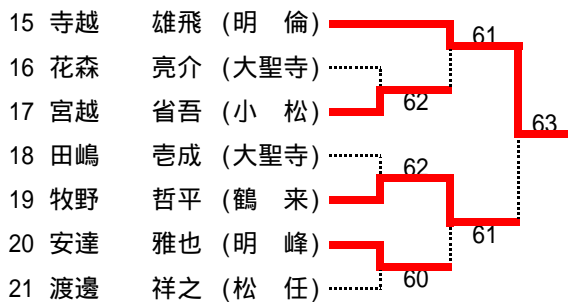 15 寺越 雄飛 (明 倫)
61
16 花森 亮介 (大聖寺)
62
17 宮越 省吾 (小 松)
63
18 田嶋 壱成 (大聖寺)
62
19 牧野 哲平 (鶴 来)
61
20 安達 雅也 (明 峰)
60
21 渡邊 祥之 (松 任)